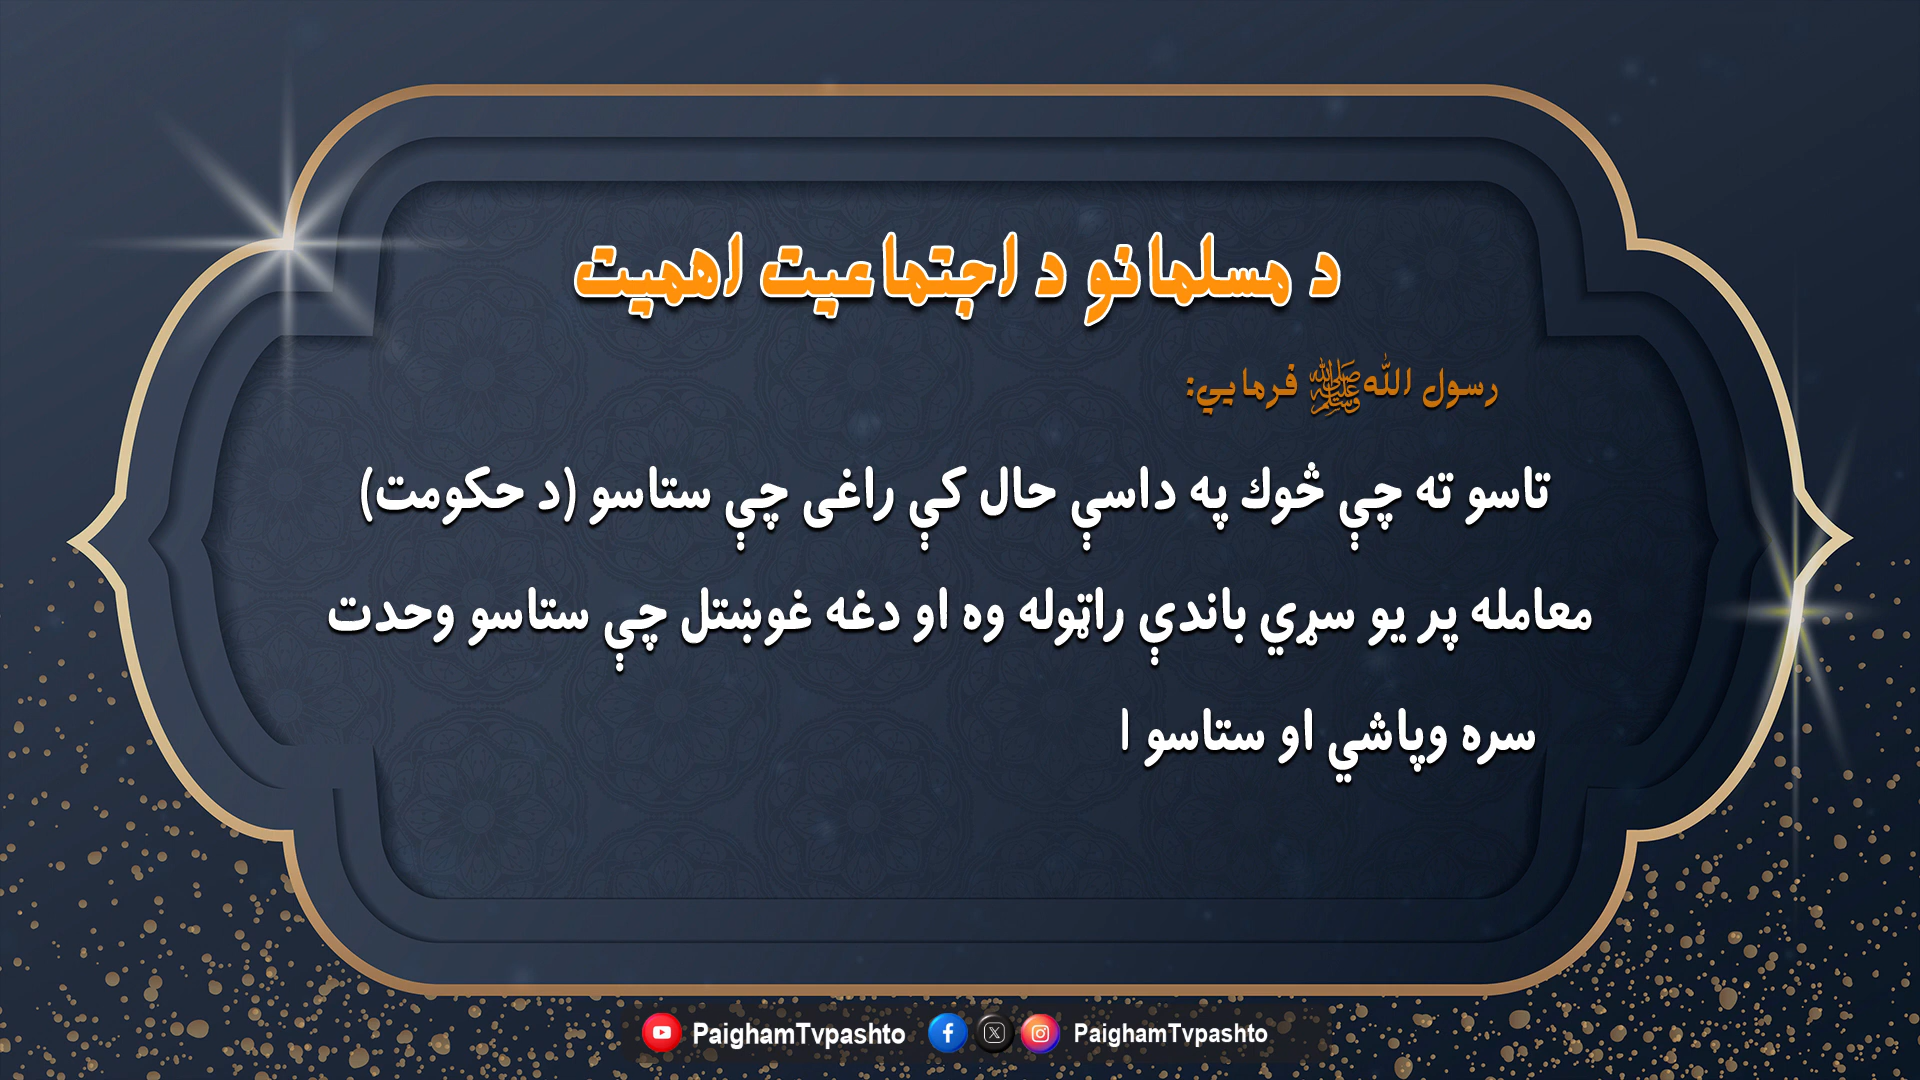 د مسلمانو د اجتماعیت اهمیت
رسول اللهﷺ فرمايي:
تاسو ته چې څوك په داسې حال كې راغی چې ستاسو (د حكومت)
معامله پر يو سړي باندې راټوله وه او دغه غوښتل چې ستاسو وحدت
سره وپاشي او ستاسو ا
PaighamTvpashto PaighamTvpashto